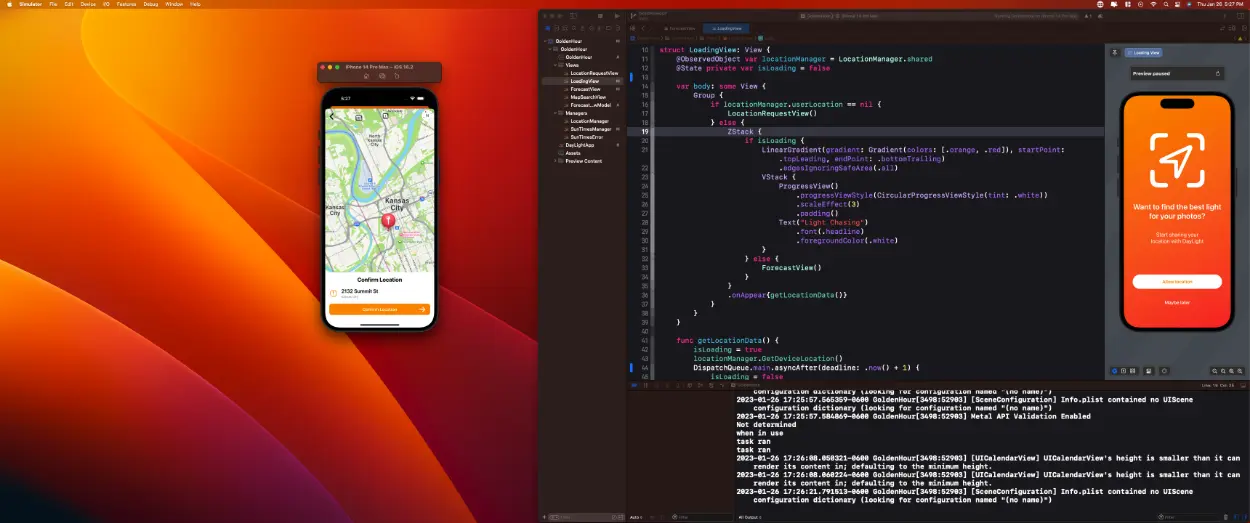 Simulator File Edit Device I/O Features Debug Window Help
Thu Jan 26 5:27 PM
iPhone 14 Pro Max – iOS 16.2
5:27
North Kansas City
Kansas City
Kansas City
Confirm Location
2132 Summit St
Confirm Location
GoldenHour
GoldenHour
GoldenHour
Views
LocationRequestView
LoadingView
ForecastView
MapSearchView
Forecast...nModel
Managers
LocationManager
SunTimesManager
SunTimesError
DayLightApp
Assets
Preview Content
LoadingView
10 struct LoadingView: View {
11 @ObservedObject var locationManager = LocationManager.shared
12 @State private var isLoading = false
13
14 var body: some View {
15 Group {
16 if locationManager.userLocation == nil {
17 LocationRequestView()
18 } else {
19 ZStack {
20 if isLoading {
21 LinearGradient(gradient: Gradient(colors: [.orange, .red]), startPoint:
.topLeading, endPoint: .bottomTrailing)
22 .edgesIgnoringSafeArea(.all)
23 VStack {
24 ProgressView()
25 .progressViewStyle(CircularProgressViewStyle(tint: .white))
26 .scaleEffect(3)
27 .padding()
28 Text("Light Chasing")
29 .font(.headline)
30 .foregroundColor(.white)
31 }
32 } else {
33 ForecastView()
34 }
35 }
36 .onAppear{getLocationData()}
37 }
38 }
39 }
40
41 func getLocationData() {
42 isLoading = true
43 locationManager.GetDeviceLocation()
44 DispatchQueue.main.asyncAfter(deadline: .now() + 1) {
45 isLoading = false
Loading View
Preview paused
Want to find the best light
for your photos?
Start sharing your
location with DayLight
Allow location
Maybe later
configuration dictionary (looking for configuration named "(no name)")
2023-01-26 17:25:57.565359-0600 GoldenHour[3498:52903] [SceneConfiguration] Info.plist contained no UIScene
configuration dictionary (looking for configuration named "(no name)")
2023-01-26 17:25:57.584869-0600 GoldenHour[3498:52903] Metal API Validation Enabled
Not determined
when in use
task ran
task ran
2023-01-26 17:26:08.050321-0600 GoldenHour[3498:52903] [UICalendarView] UICalendarView's height is smaller than it can
render its content in; defaulting to the minimum height.
2023-01-26 17:26:08.060224-0600 GoldenHour[3498:52903] [UICalendarView] UICalendarView's height is smaller than it can
render its content in; defaulting to the minimum height.
2023-01-26 17:26:21.791513-0600 GoldenHour[3498:52903] [SceneConfiguration] Info.plist contained no UIScene
configuration dictionary (looking for configuration named "(no name)")
Auto
All Output
Filter